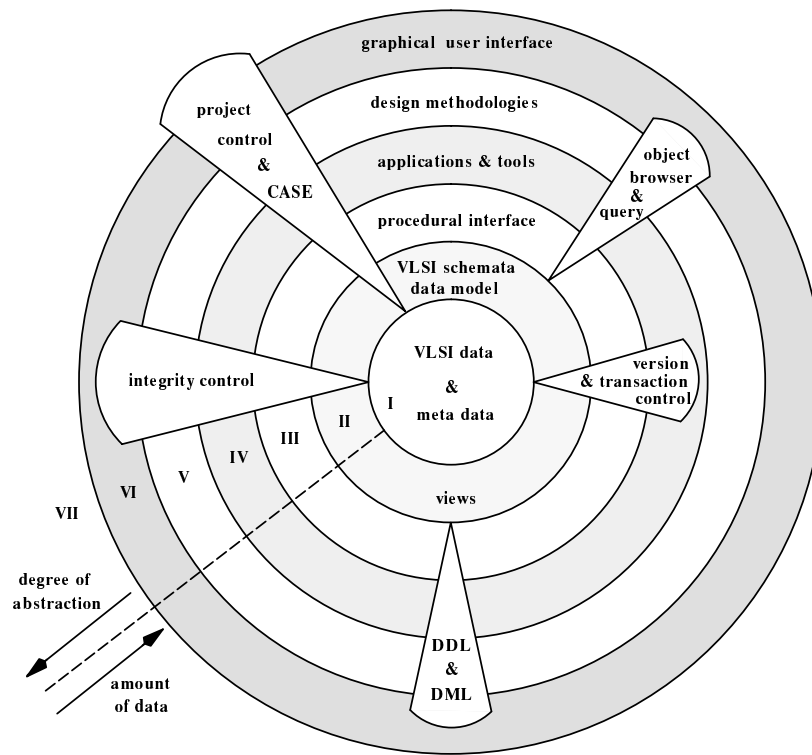 graphical user interface
design methodologies
applications & tools
procedural interface
VLSI schemata
data model
VLSI data
&
meta data
project
control
&
CASE
object
browser
&
query
integrity control
version
& transaction
control
I
II
III
IV
V
VI
VII
views
degree of
abstraction
amount
of data
DDL
&
DML